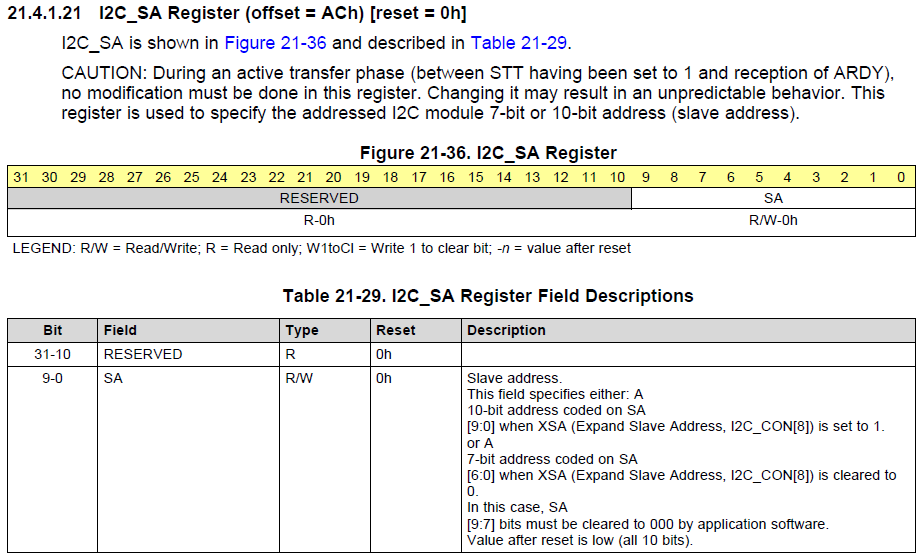 21.4.1.21 I2C_SA Register (offset = ACh) [reset = 0h]
I2C_SA is shown in Figure 21-36 and described in Table 21-29.
CAUTION: During an active transfer phase (between STT having been set to 1 and reception of ARDY),
no modification must be done in this register. Changing it may result in an unpredictable behavior. This
register is used to specify the addressed I2C module 7-bit or 10-bit address (slave address).
Figure 21-36. I2C_SA Register
31 30 29 28 27 26 25 24 23 22 21 20 19 18 17 16 15 14 13 12 11 10 9 8 7 6 5 4 3 2 1 0
RESERVED SA
R-0h R/W-0h
LEGEND: R/W = Read/Write; R = Read only; W1toCl = Write 1 to clear bit; -n = value after reset
Table 21-29. I2C_SA Register Field Descriptions
Bit Field Type Reset Description
31-10 RESERVED R 0h
9-0 SA R/W 0h Slave address.
This field specifies either: A
10-bit address coded on SA
[9:0] when XSA (Expand Slave Address, I2C_CON[8]) is set to 1.
or A
7-bit address coded on SA
[6:0] when XSA (Expand Slave Address, I2C_CON[8]) is cleared to
0.
In this case, SA
[9:7] bits must be cleared to 000 by application software.
Value after reset is low (all 10 bits).